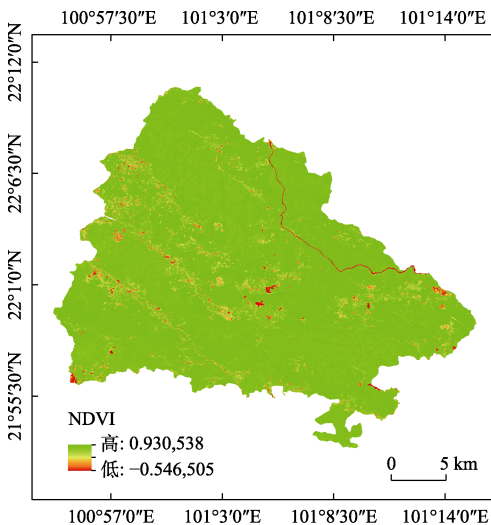 100°57′30″E 101°3′0″E 101°8′30″E 101°14′0″E
22°12′0″N
22°6′30″N
22°1′0″N
21°55′30″N
NDVI
高: 0.930,538
低: −0.546,505
0 5 km
100°57′0″E 101°3′0″E 101°8′30″E 101°14′0″E